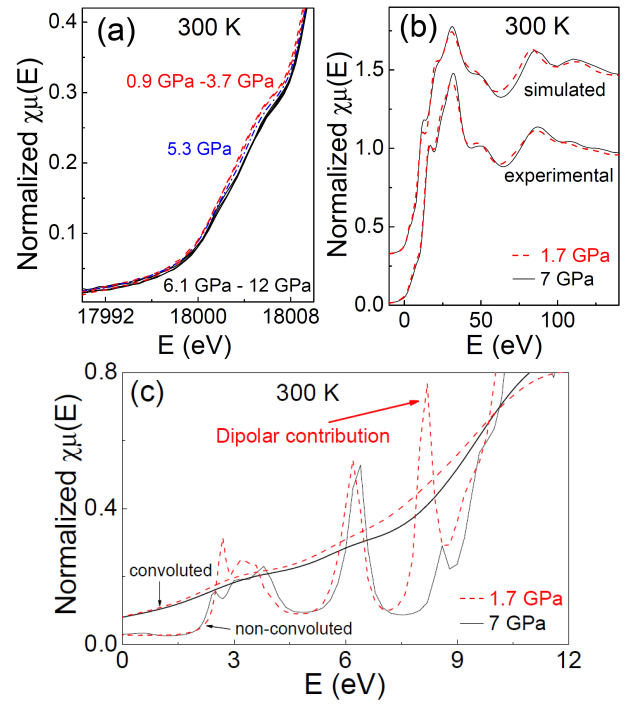 (a)
300 K
0.9 GPa -3.7 GPa
5.3 GPa
6.1 GPa - 12 GPa
0.4
0.3
0.2
0.1
Normalized χμ(E)
17992
18000
18008
E (eV)
(b)
300 K
simulated
experimental
1.7 GPa
7 GPa
1.5
1.0
0.5
0.0
Normalized χμ(E)
0
50
100
E (eV)
(c)
300 K
Dipolar contribution
convoluted
non-convoluted
1.7 GPa
7 GPa
0.8
0.4
0.0
Normalized χμ(E)
0
3
6
9
12
E (eV)